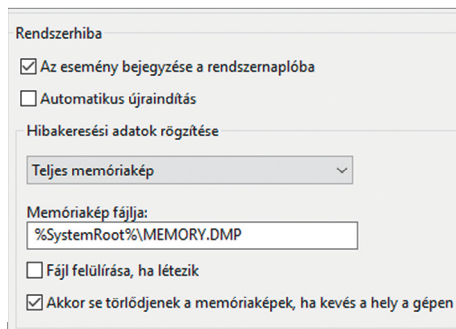 Rendszerhiba
Az esemény bejegyzése a rendszernaplóba
Automatikus újraindítás
Hibakeresési adatok rögzítése
Teljes memóriakép
Memóriakép fájlja:
%SystemRoot%\MEMORY.DMP
Fájl felülírása, ha létezik
Akkor se törlődjenek a memóriaképek, ha kevés a hely a gépen